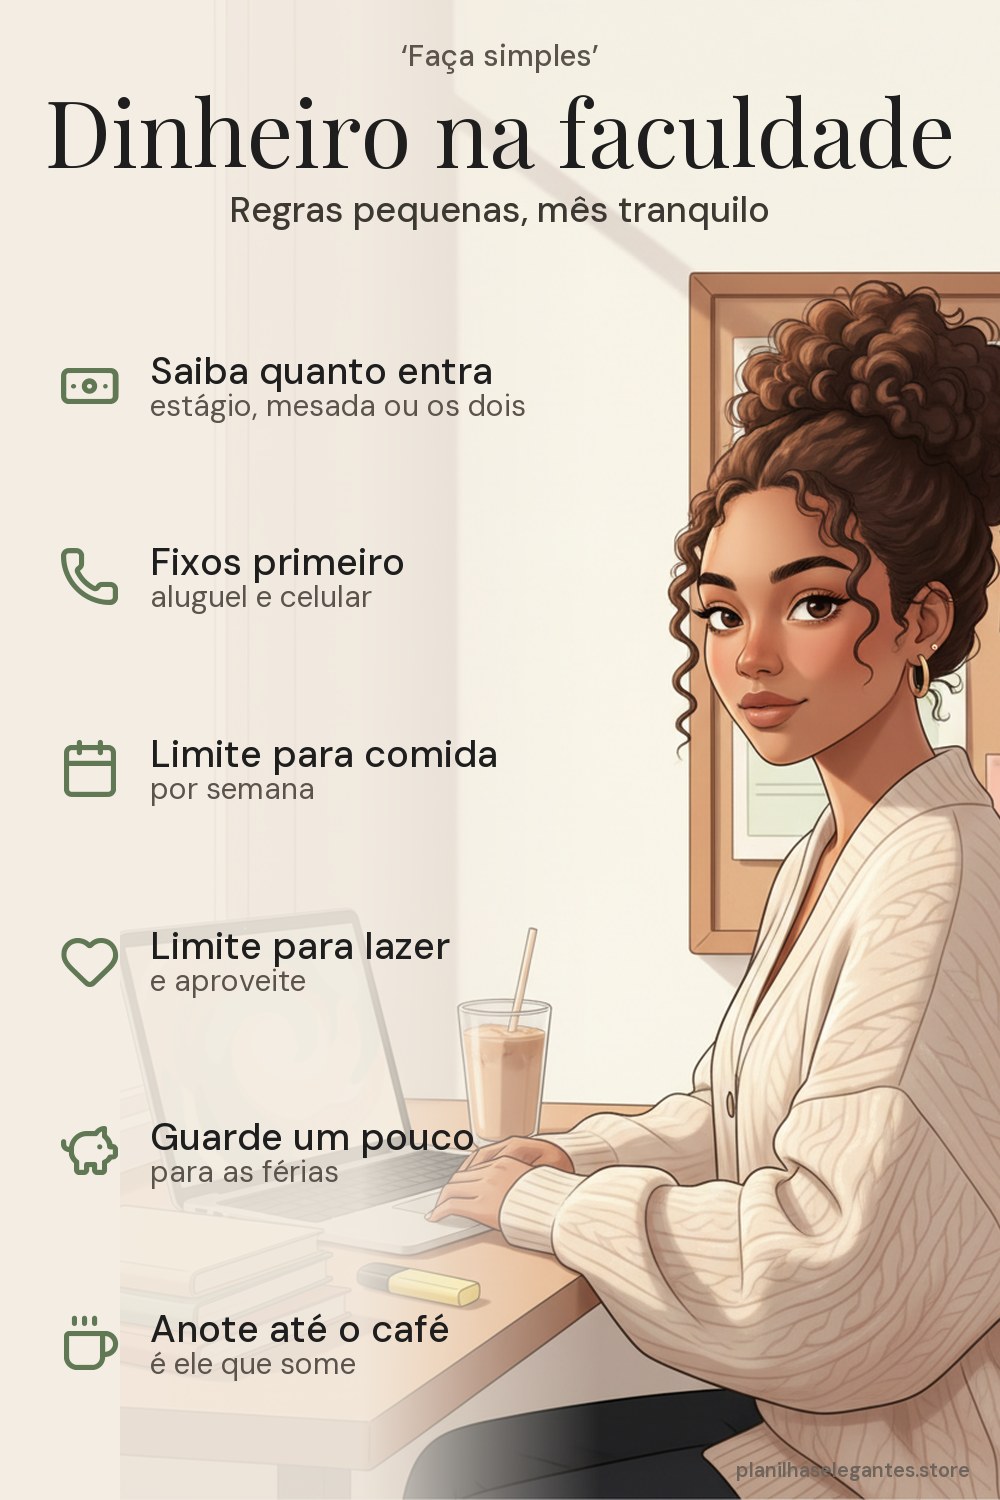 ‘Faça simples’
Dinheiro na faculdade
Regras pequenas, mês tranquilo
Saiba quanto entra
estágio, mesada ou os dois
Fixos primeiro
aluguel e celular
Limite para comida
por semana
Limite para lazer
e aproveite
Guarde um pouco
para as férias
Anote até o café
é ele que some
planilhaselegantes.store